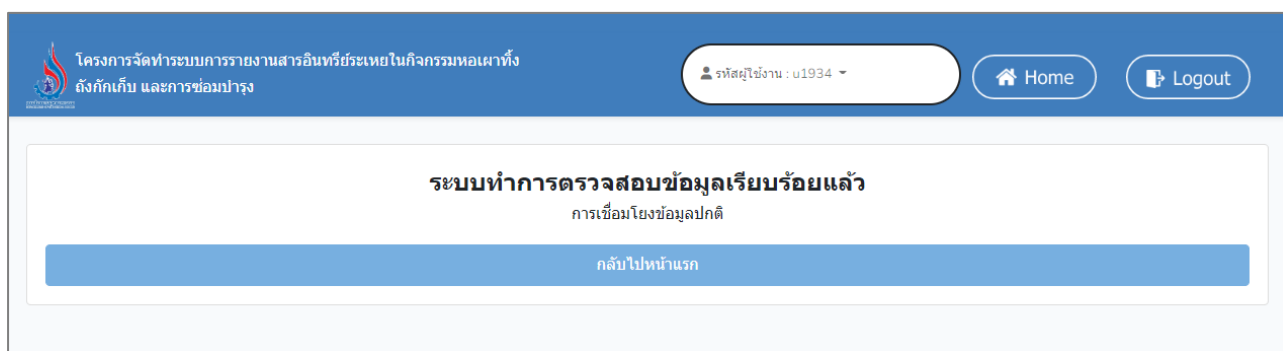 โครงการจัดทำระบบการรายงานสารอินทรีย์ระเหยในกิจกรรมหอเผาทิ้ง
ถังกักเก็บ และการซ่อมบำรุง
รหัสผู้ใช้งาน : u1934
Home
Logout
ระบบทำการตรวจสอบข้อมูลเรียบร้อยแล้ว
การเชื่อมโยงข้อมูลปกติ
กลับไปหน้าแรก